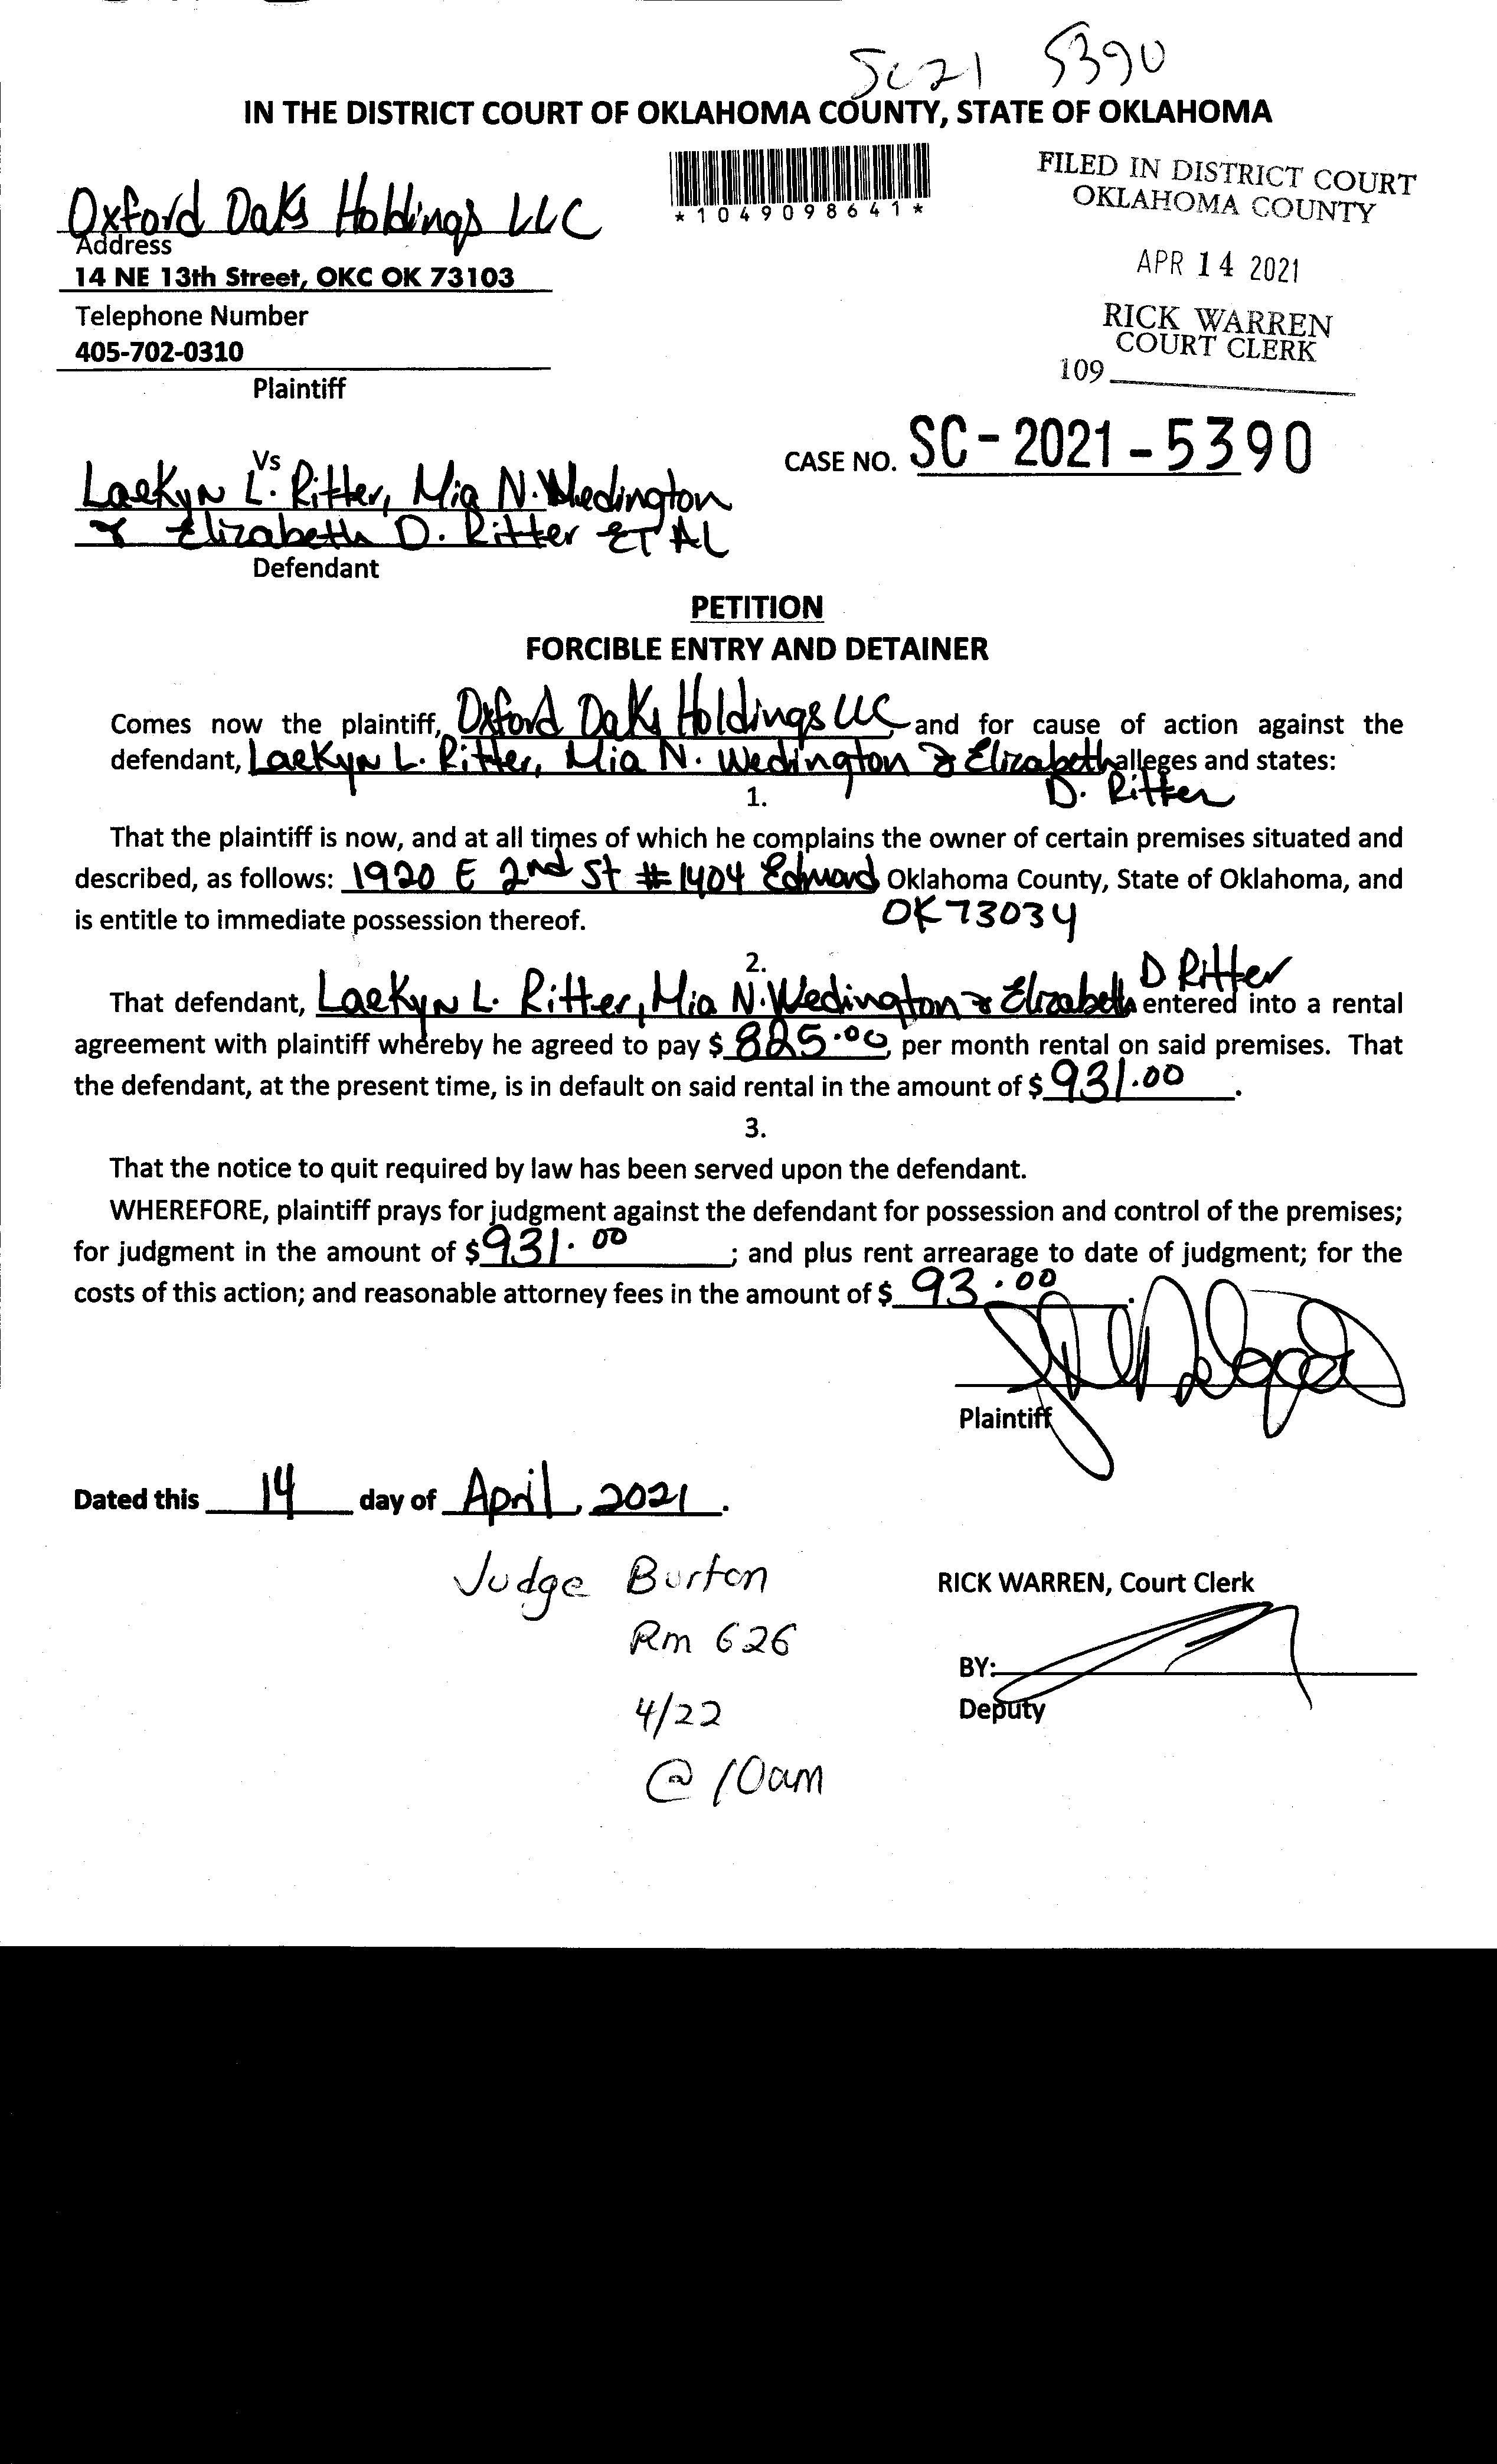 SC21 5390
IN THE DISTRICT COURT OF OKLAHOMA COUNTY, STATE OF OKLAHOMA
*1049098641*
FILED IN DISTRICT COURT
OKLAHOMA COUNTY
APR 14 2021
RICK WARREN
COURT CLERK
109
Oxford Oaks Holdings LLC
Address
14 NE 13th Street, OKC OK 73103
Telephone Number
405-702-0310
Plaintiff
Vs
CASE NO. SC-2021-5390
Laekyn L. Ritter, Mia N. Wedington
& Elizabeth D. Ritter ET AL
Defendant
PETITION
FORCIBLE ENTRY AND DETAINER
Comes now the plaintiff, Oxford Oaks Holdings LLC, and for cause of action against the
defendant, Laekyn L. Ritter, Mia N. Wedington & Elizabeth alleges and states:
D. Ritter
1.
That the plaintiff is now, and at all times of which he complains the owner of certain premises situated and
described, as follows: 1920 E 2nd St #1404 Edmond Oklahoma County, State of Oklahoma, and
is entitle to immediate possession thereof. OK 73034
2.
D Ritter
That defendant, Laekyn L. Ritter, Mia N. Wedington & Elizabeth entered into a rental
agreement with plaintiff whereby he agreed to pay $ 825.00, per month rental on said premises. That
the defendant, at the present time, is in default on said rental in the amount of $ 931.00.
3.
That the notice to quit required by law has been served upon the defendant.
WHEREFORE, plaintiff prays for judgment against the defendant for possession and control of the premises;
for judgment in the amount of $ 931.00; and plus rent arrearage to date of judgment; for the
costs of this action; and reasonable attorney fees in the amount of $ 93.00.
Plaintiff
Dated this 14 day of April, 2021.
Judge Burton
Rm 626
4/22
@ 10am
RICK WARREN, Court Clerk
BY:
Deputy